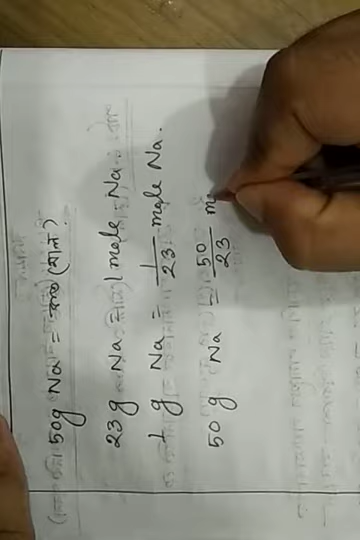 50g Na = কত (মোল)?
23 g Na = 1 mole Na
1 g Na = 1/23 mole Na.
50 g Na = 50/23 m